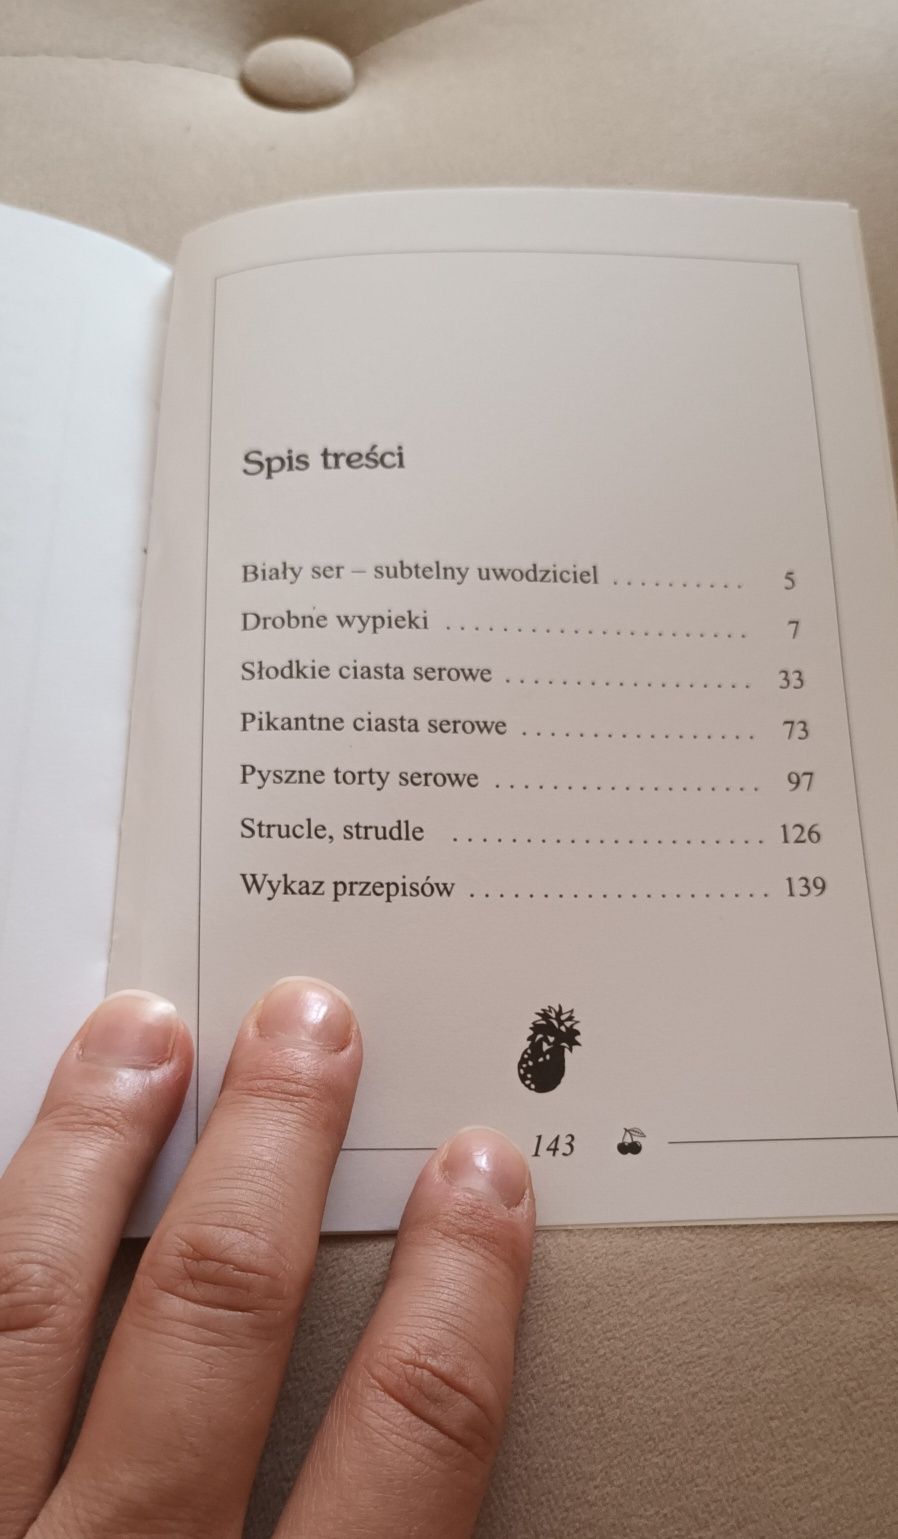 Spis treści
Biały ser – subtelny uwodziciel .......... 5
Drobne wypieki ..................... 7
Słodkie ciasta serowe .................. 33
Pikantne ciasta serowe ................. 73
Pyszne torty serowe ................... 97
Strucle, strudle ...................... 126
Wykaz przepisów ..................... 139
143